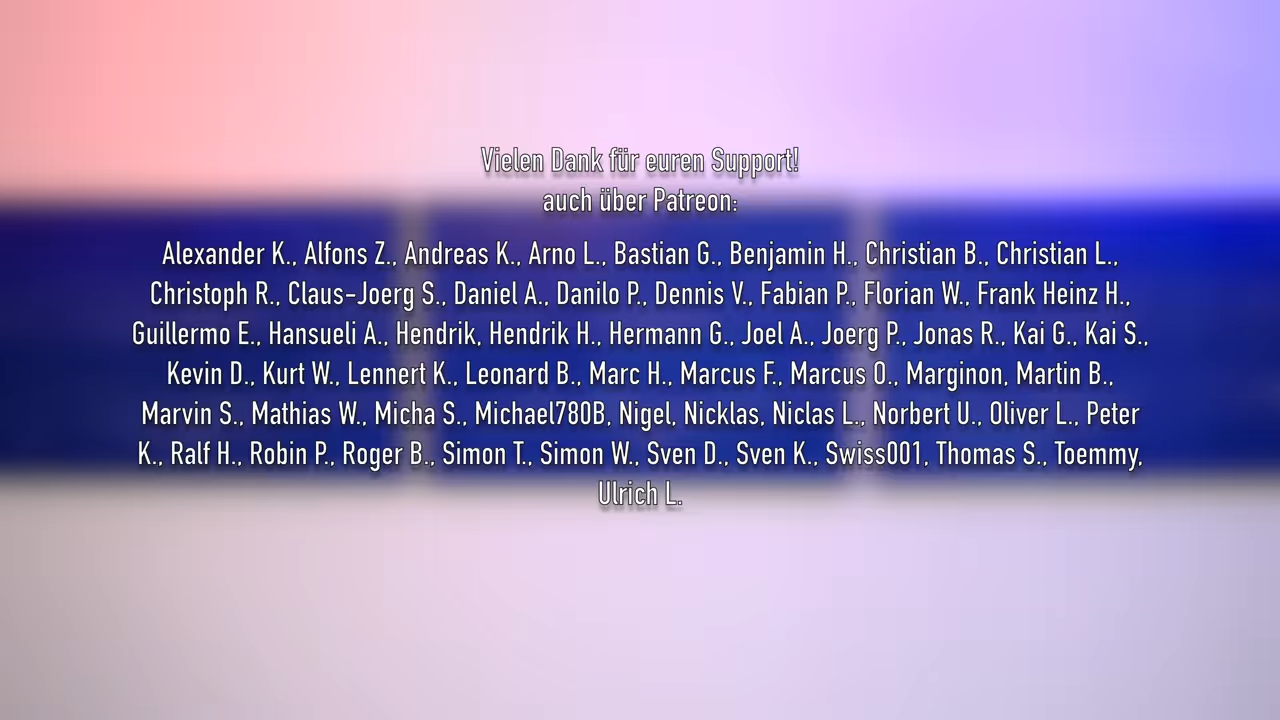 Vielen Dank für euren Support!
auch über Patreon:
Alexander K., Alfons Z., Andreas K., Arno L., Bastian G., Benjamin H., Christian B., Christian L.,
Christoph R., Claus-Joerg S., Daniel A., Danilo P., Dennis V., Fabian P., Florian W., Frank Heinz H.,
Guillermo E., Hansueli A., Hendrik, Hendrik H., Hermann G., Joel A., Joerg P., Jonas R., Kai G., Kai S.,
Kevin D., Kurt W., Lennert K., Leonard B., Marc H., Marcus F., Marcus O., Marginon, Martin B.,
Marvin S., Mathias W., Micha S., Michael780B, Nigel, Nicklas, Niclas L., Norbert U., Oliver L., Peter
K., Ralf H., Robin P., Roger B., Simon T., Simon W., Sven D., Sven K., Swiss001, Thomas S., Toemmy,
Ulrich L.